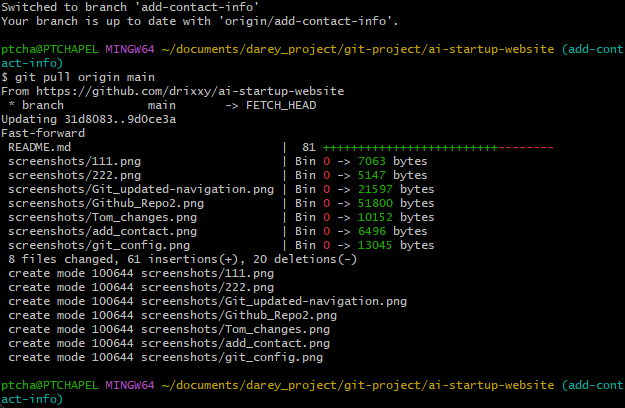 Switched to branch 'add-contact-info'
Your branch is up to date with 'origin/add-contact-info'.
ptcha@PTCHAPEL MINGW64 ~/documents/darey_project/git-project/ai-startup-website (add-cont
act-info)
$ git pull origin main
From https://github.com/drixxy/ai-startup-website
 * branch            main       -> FETCH_HEAD
Updating 31d8083..9d0ce3a
Fast-forward
 README.md                              |  81 +++++++++++++++++++++++++--------
 screenshots/111.png                    | Bin 0 -> 7063 bytes
 screenshots/222.png                    | Bin 0 -> 5147 bytes
 screenshots/Git_updated-navigation.png | Bin 0 -> 21597 bytes
 screenshots/Github_Repo2.png           | Bin 0 -> 51800 bytes
 screenshots/Tom_changes.png            | Bin 0 -> 10152 bytes
 screenshots/add_contact.png            | Bin 0 -> 6496 bytes
 screenshots/git_config.png             | Bin 0 -> 13045 bytes
 8 files changed, 61 insertions(+), 20 deletions(-)
 create mode 100644 screenshots/111.png
 create mode 100644 screenshots/222.png
 create mode 100644 screenshots/Git_updated-navigation.png
 create mode 100644 screenshots/Github_Repo2.png
 create mode 100644 screenshots/Tom_changes.png
 create mode 100644 screenshots/add_contact.png
 create mode 100644 screenshots/git_config.png
ptcha@PTCHAPEL MINGW64 ~/documents/darey_project/git-project/ai-startup-website (add-cont
act-info)